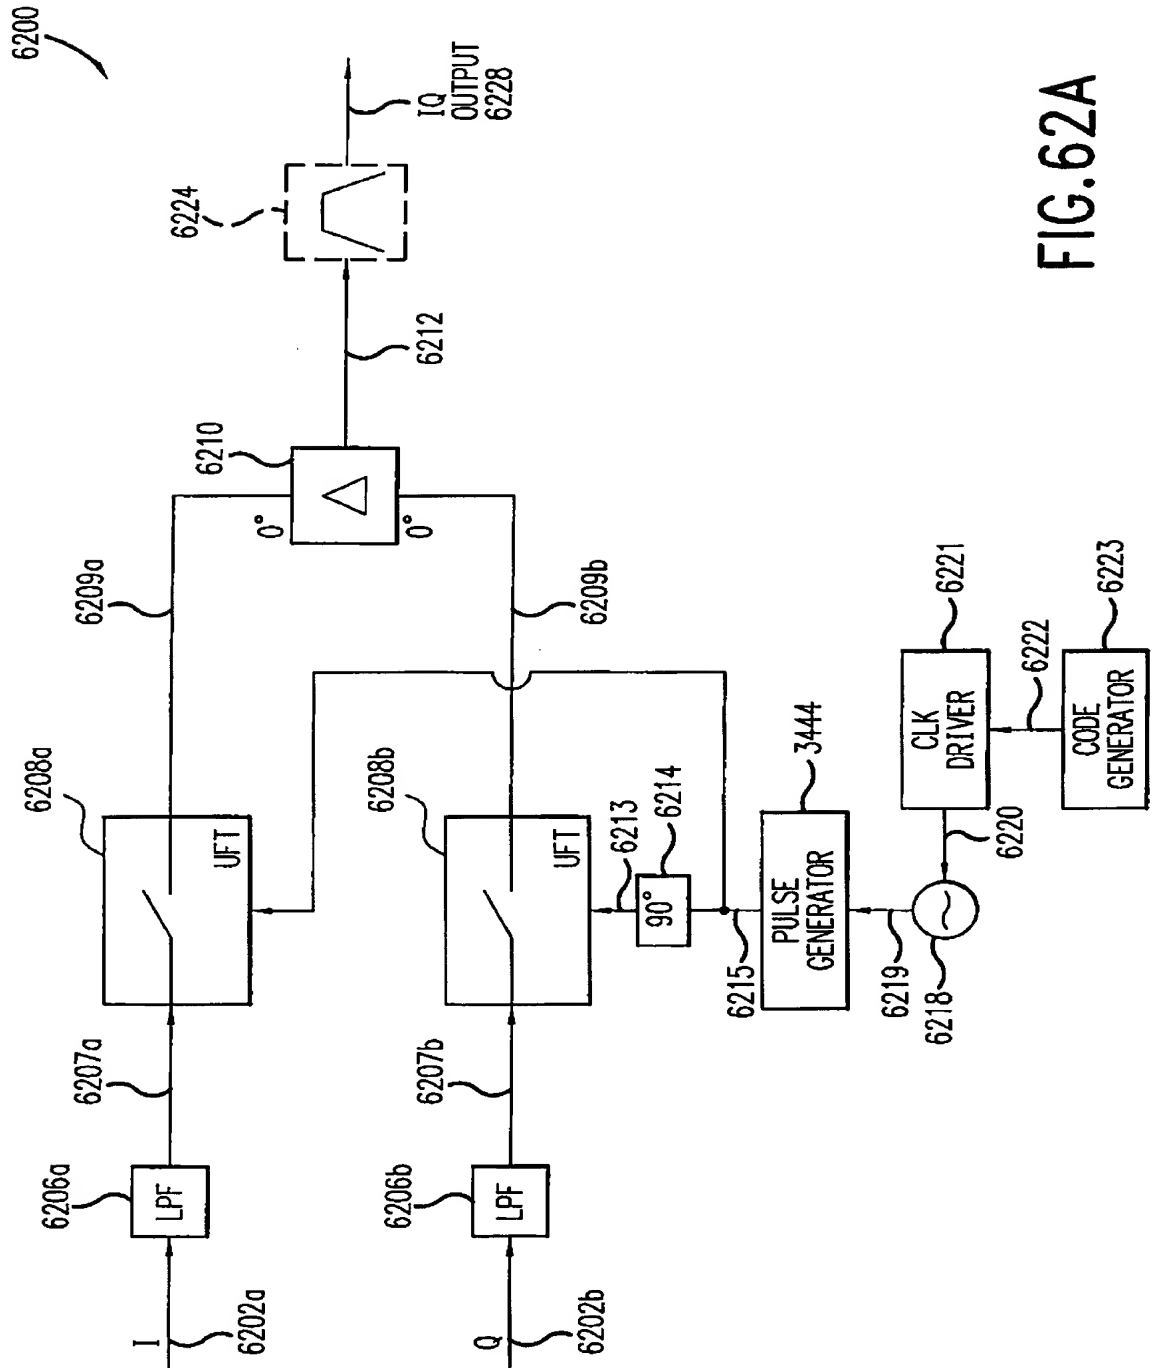 6200
I
6202a
6206a
LPF
6207a
6208a
UFT
6209a
6210
0°
0°
6212
6224
IQ
OUTPUT
6228
Q
6202b
6206b
LPF
6207b
6208b
UFT
6209b
6213
90°
6214
6215
PULSE
GENERATOR
3444
6219
6218
6220
CLK
DRIVER
6221
6222
CODE
GENERATOR
6223
FIG.62A